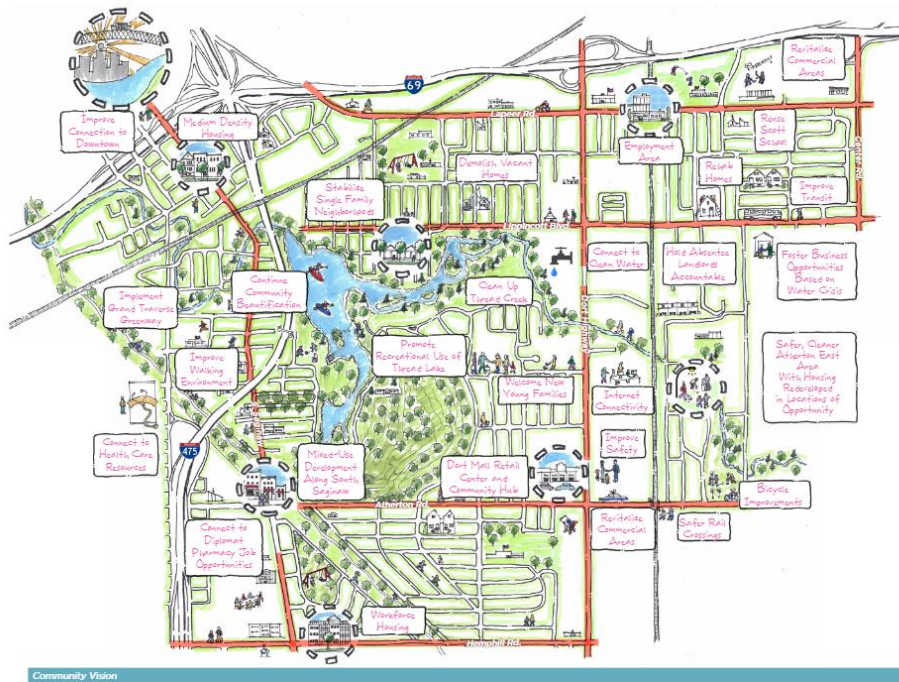 69
Revitalize
Commercial
Areas
Improve
Connection to
Downtown
Medium Density
Housing
Lapeer Rd.
Employment
Area
Reuse
Scott
School
Center Rd.
Demolish Vacant
Homes
Rehab
Homes
Improve
Transit
Stabilize
Single Family
Neighborhoods
Lippincott Blvd.
Connect to
Clean Water
Hold Absentee
Landlords
Accountable
Foster Business
Opportunities
Based on
Water Crisis
Implement
Grand Traverse
Greenway
Continue
Community
Beautification
Clean Up
Thread Creek
Dort Hwy
Improve
Walking
Environment
Promote
Recreational Use of
Thread Lake
Welcome New
Young Families
Internet
Connectivity
Safer, Cleaner
Atherton East
Area
With Housing
Redeveloped
in Locations of
Opportunity
Connect to
Health Care
Resources
475
Mixed-Use
Development
Along South
Saginaw
Dort Mall Retail
Center and
Community Hub
Improve
Safety
Bicycle
Improvements
Atherton Rd.
Connect to
Diplomat
Pharmacy Job
Opportunities
Revitalize
Commercial
Areas
Safer Rail
Crossings
Workforce
Housing
Hemphill Rd.
Community Vision